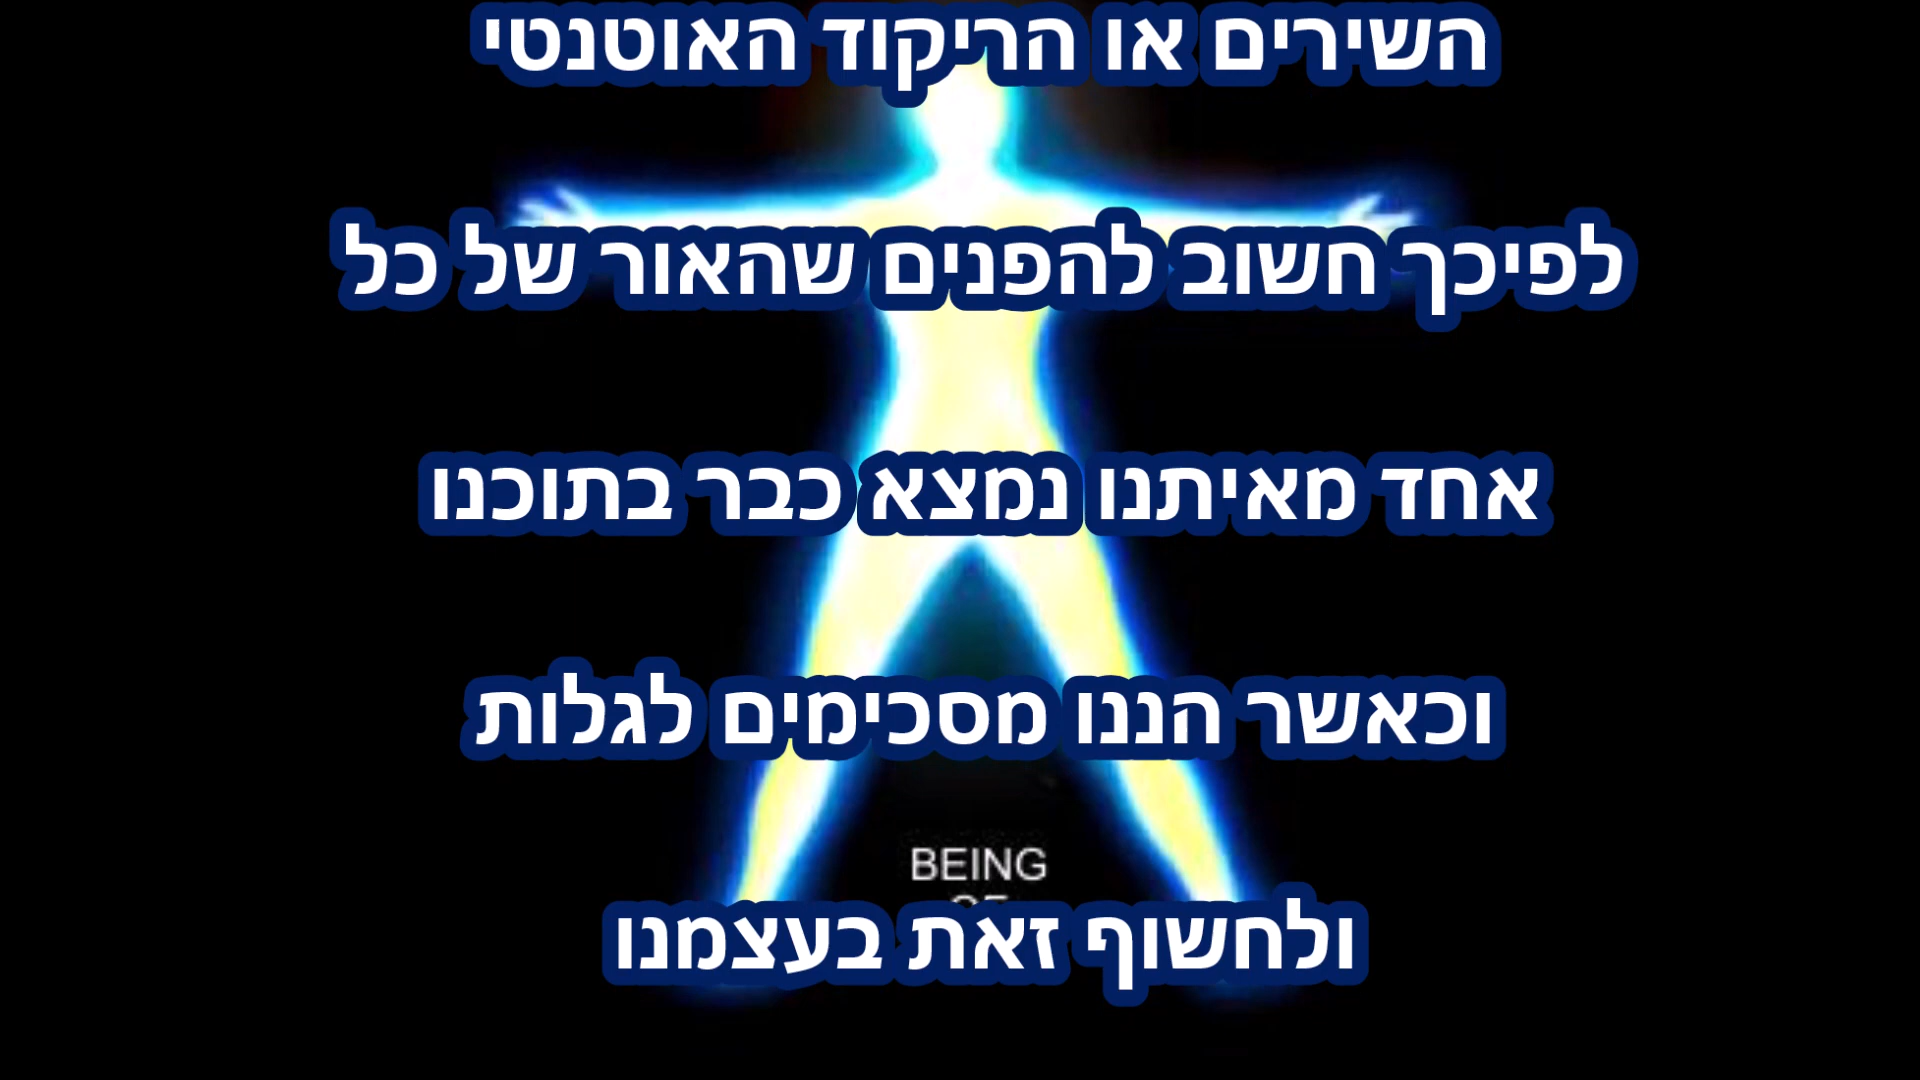 השירים או הריקוד האוטנטי
לפיכך חשוב להפנים שהאור של כל
אחד מאיתנו נמצא כבר בתוכנו
וכאשר הננו מסכימים לגלות
BEING
ולחשוף זאת בעצמנו